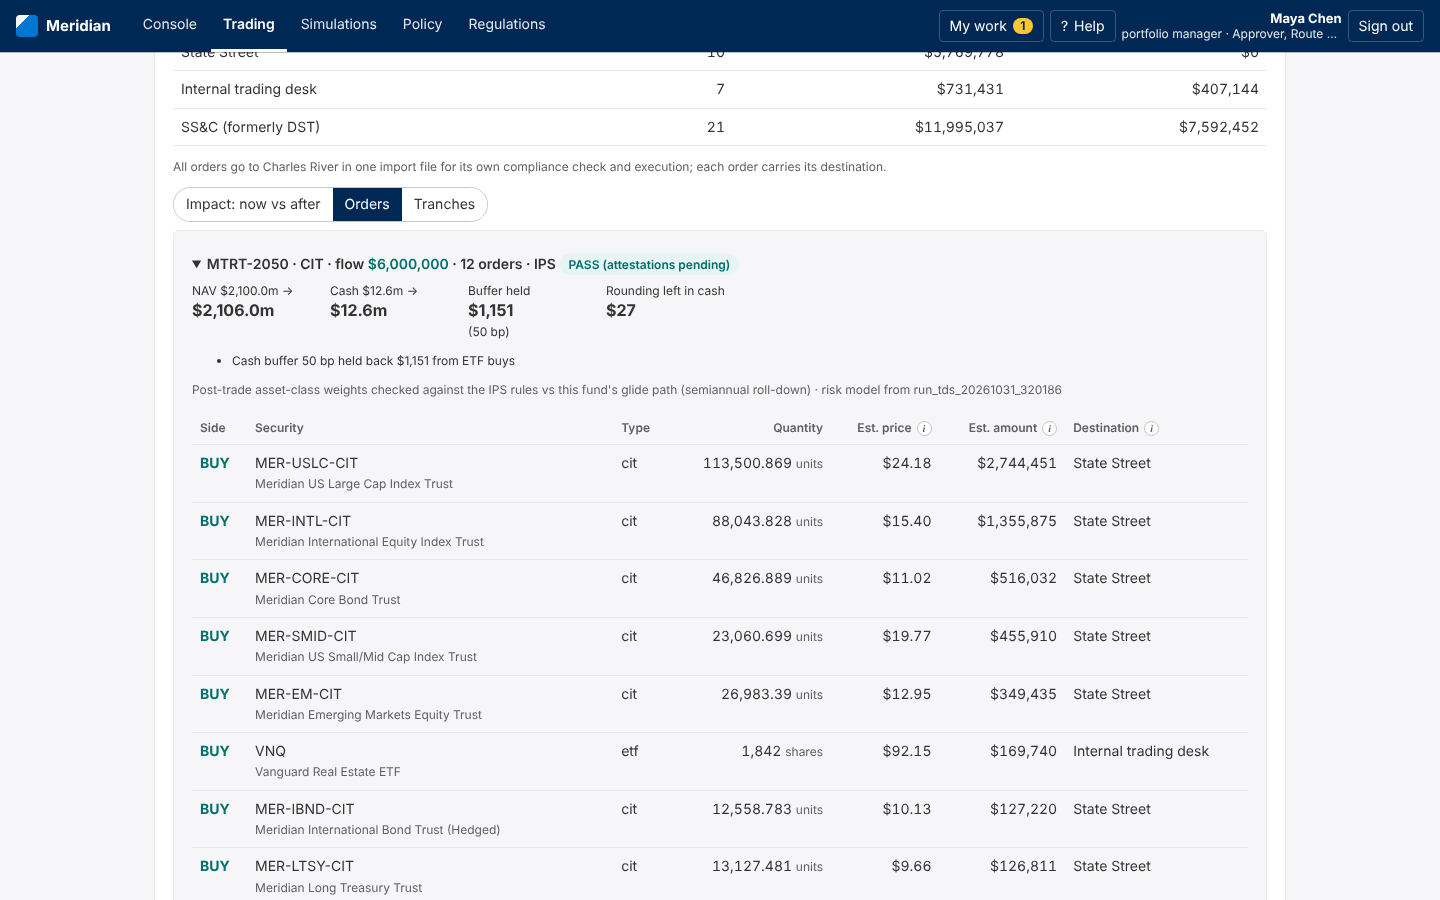 Meridian Console Trading Simulations Policy Regulations My work 1 ? Help Maya Chen Sign out
portfolio manager · Approver, Route ...
State Street 10 $5,769,778 $0
Internal trading desk 7 $731,431 $407,144
SS&C (formerly DST) 21 $11,995,037 $7,592,452
All orders go to Charles River in one import file for its own compliance check and execution; each order carries its destination.
Impact: now vs after Orders Tranches
▼ MTRT-2050 · CIT · flow $6,000,000 · 12 orders · IPS PASS (attestations pending)
NAV $2,100.0m → Cash $12.6m → Buffer held Rounding left in cash
$2,106.0m $12.6m $1,151 $27
(50 bp)
• Cash buffer 50 bp held back $1,151 from ETF buys
Post-trade asset-class weights checked against the IPS rules vs this fund's glide path (semiannual roll-down) · risk model from run_tds_20261031_320186
Side Security Type Quantity Est. price i Est. amount i Destination i
BUY MER-USLC-CIT cit 113,500.869 units $24.18 $2,744,451 State Street
Meridian US Large Cap Index Trust
BUY MER-INTL-CIT cit 88,043.828 units $15.40 $1,355,875 State Street
Meridian International Equity Index Trust
BUY MER-CORE-CIT cit 46,826.889 units $11.02 $516,032 State Street
Meridian Core Bond Trust
BUY MER-SMID-CIT cit 23,060.699 units $19.77 $455,910 State Street
Meridian US Small/Mid Cap Index Trust
BUY MER-EM-CIT cit 26,983.39 units $12.95 $349,435 State Street
Meridian Emerging Markets Equity Trust
BUY VNQ etf 1,842 shares $92.15 $169,740 Internal trading desk
Vanguard Real Estate ETF
BUY MER-IBND-CIT cit 12,558.783 units $10.13 $127,220 State Street
Meridian International Bond Trust (Hedged)
BUY MER-LTSY-CIT cit 13,127.481 units $9.66 $126,811 State Street
Meridian Long Treasury Trust